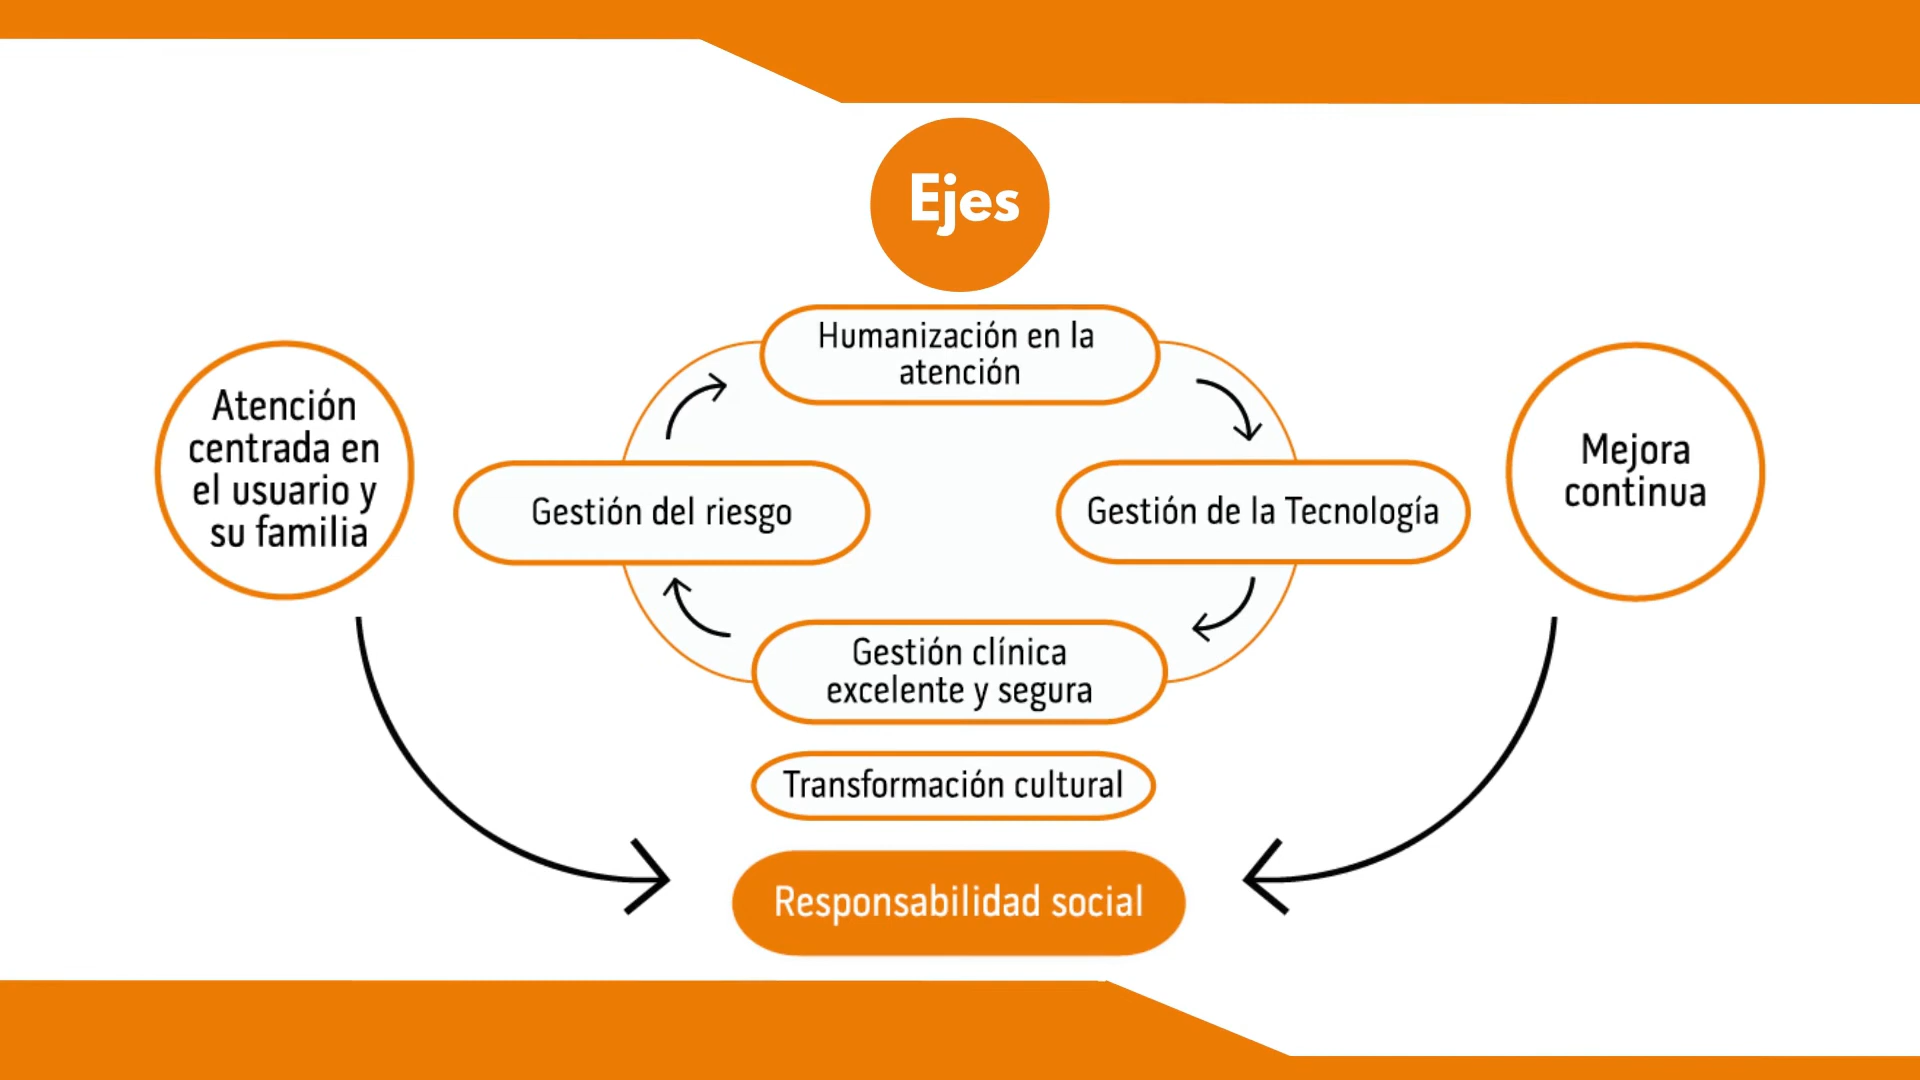 Ejes
Humanización en la
atención
Atención
centrada en
el usuario y
su familia
Gestión del riesgo
Gestión de la Tecnología
Mejora
continua
Gestión clínica
excelente y segura
Transformación cultural
Responsabilidad social